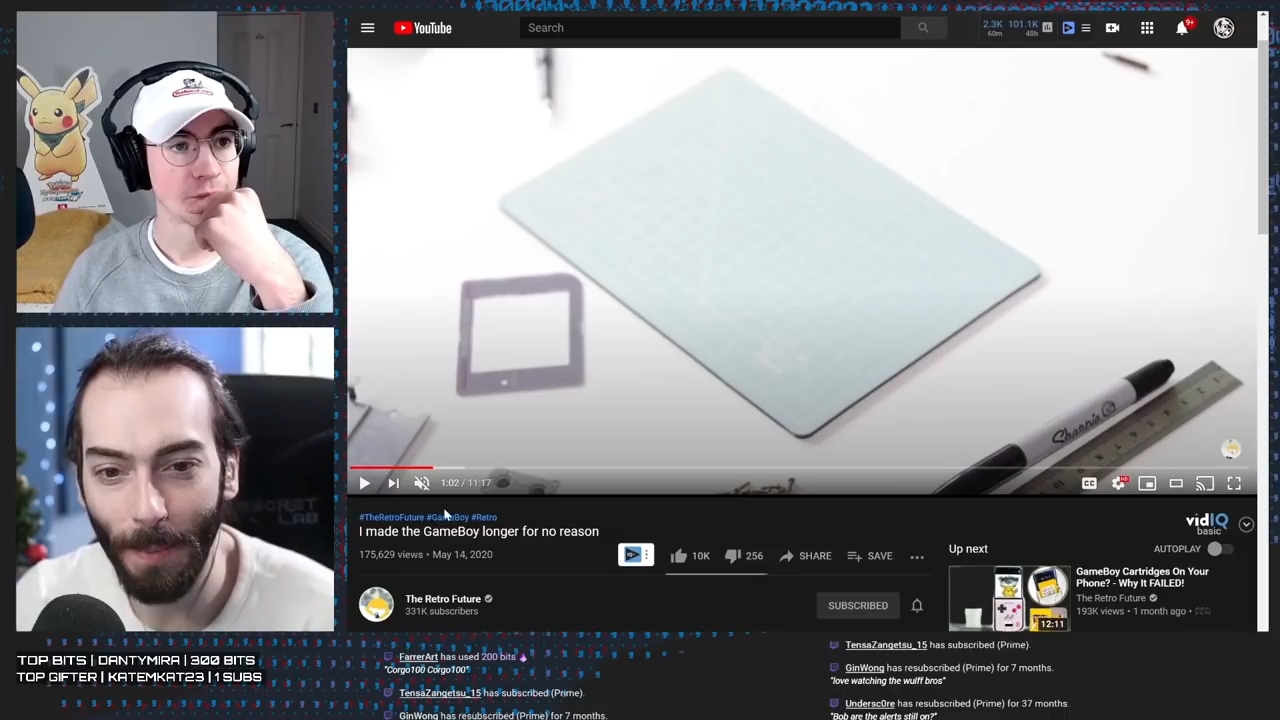 YouTube
Search
2.3K
60m
101.1K
48h
9+
Sharpie
1:02 / 11:17
CC
HD
#TheRetroFuture #GameBoy #Retro
I made the GameBoy longer for no reason
175,629 views • May 14, 2020
10K
256
SHARE
SAVE
vidIQ
basic
Up next
AUTOPLAY
The Retro Future
331K subscribers
SUBSCRIBED
GameBoy Cartridges On Your
Phone? - Why It FAILED!
The Retro Future
193K views • 1 month ago
12:11
TOP BITS | DANTYMIRA | 300 BITS
TOP GIFTER | KATEMKAT23 | 1 SUBS
FarrerArt has used 200 bits
"Corgo100 Corgo100"
TensaZangetsu_15 has subscribed (Prime).
GinWong has resubscribed (Prime) for 7 months.
TensaZangetsu_15 has subscribed (Prime).
GinWong has resubscribed (Prime) for 7 months.
"love watching the wulff bros"
Undersc0re has resubscribed (Prime) for 37 months.
"Bob are the alerts still on?"